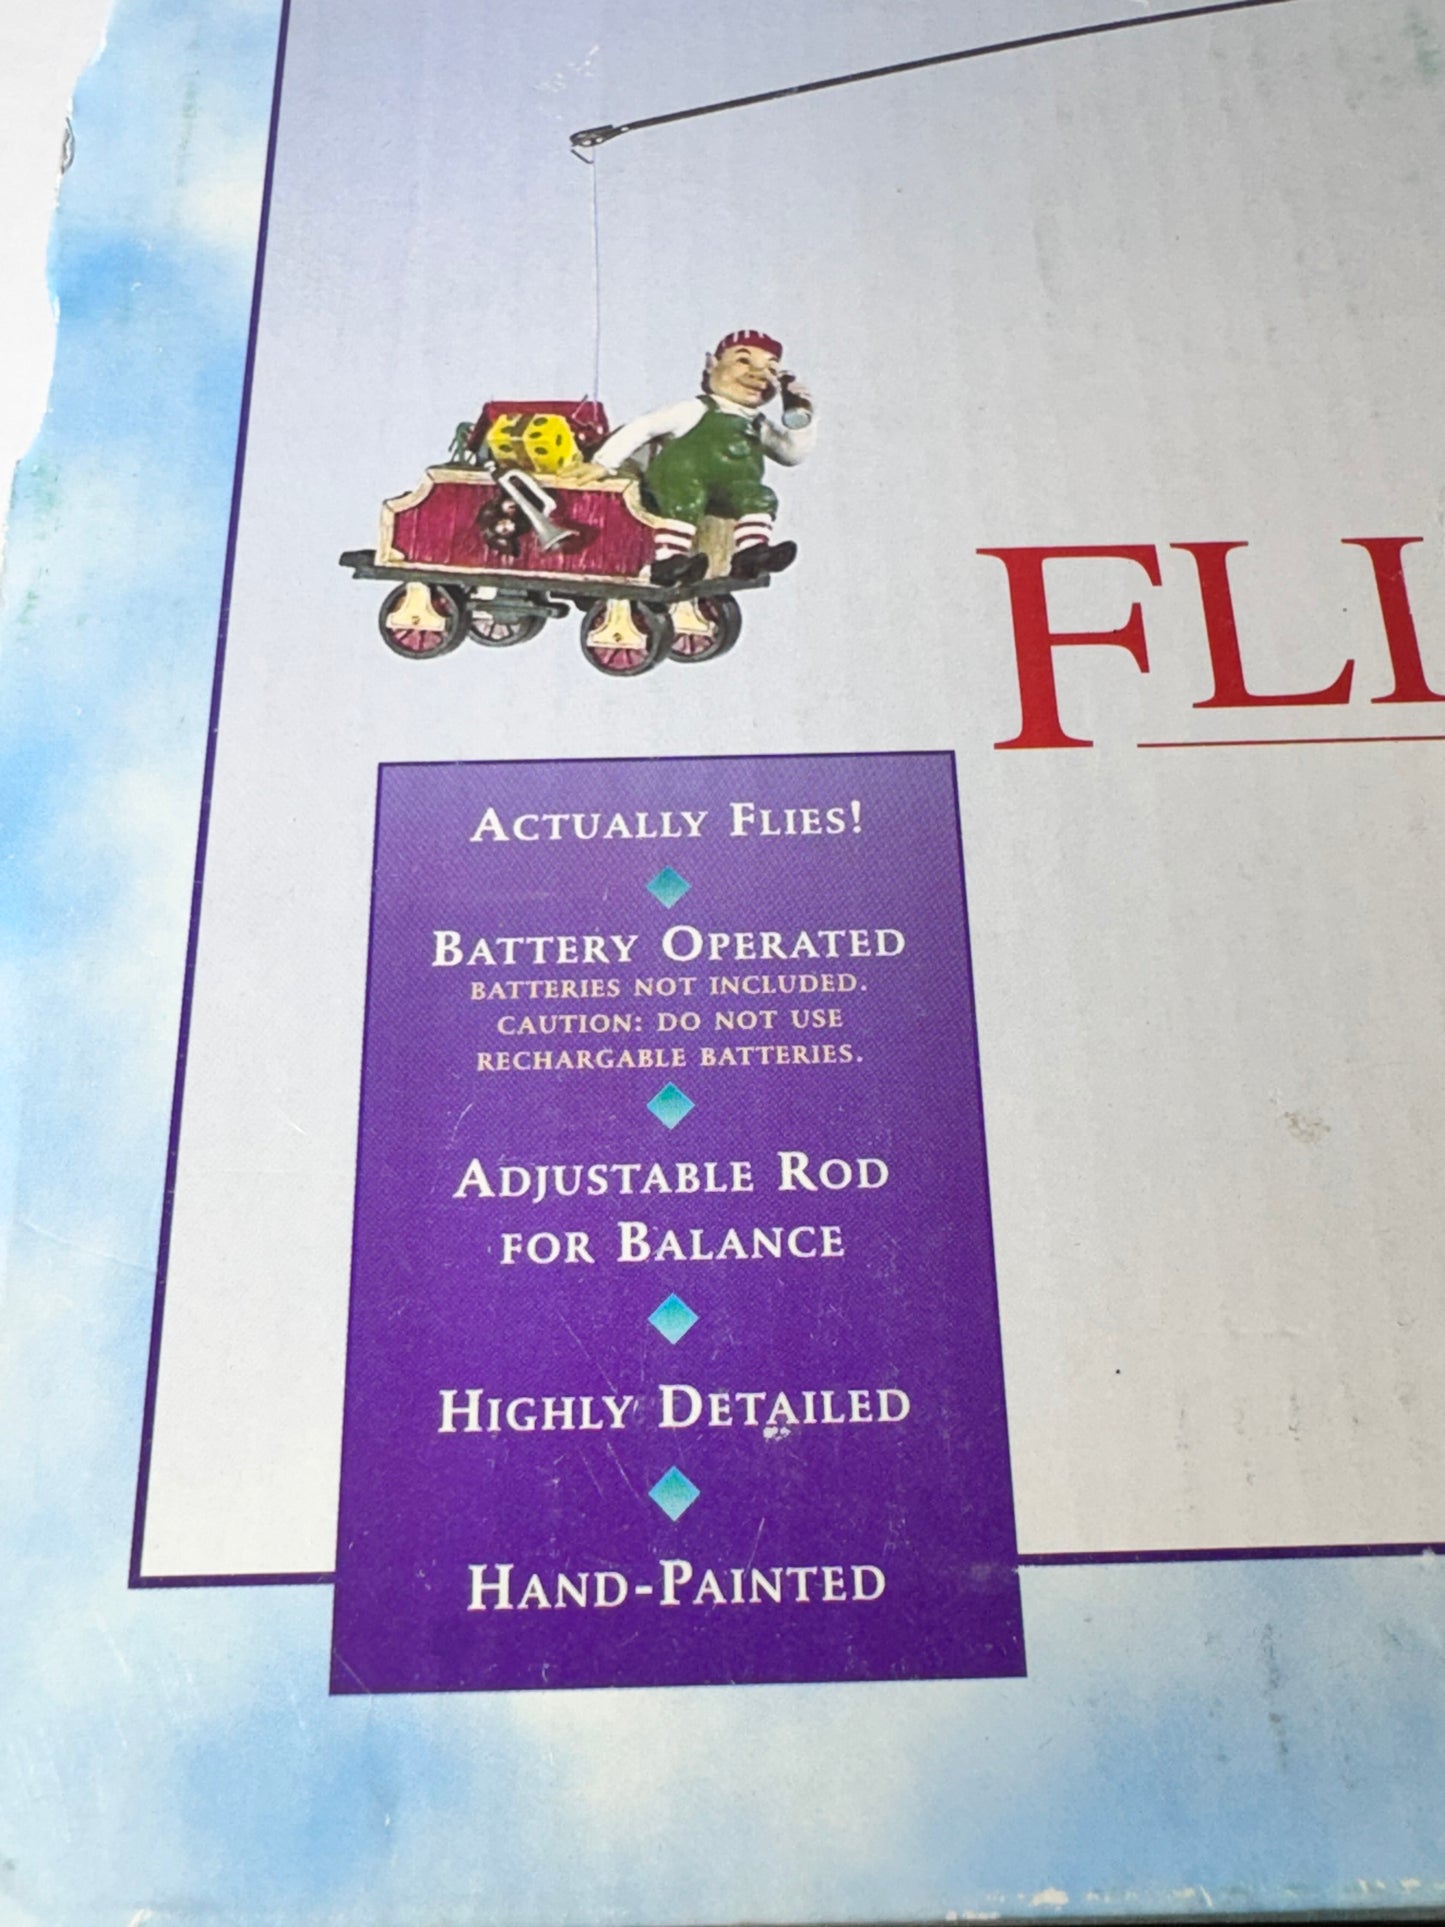 FLI
ACTUALLY FLIES!
BATTERY OPERATED
BATTERIES NOT INCLUDED.
CAUTION: DO NOT USE
RECHARGABLE BATTERIES.
ADJUSTABLE ROD
FOR BALANCE
HIGHLY DETAILED
HAND-PAINTED